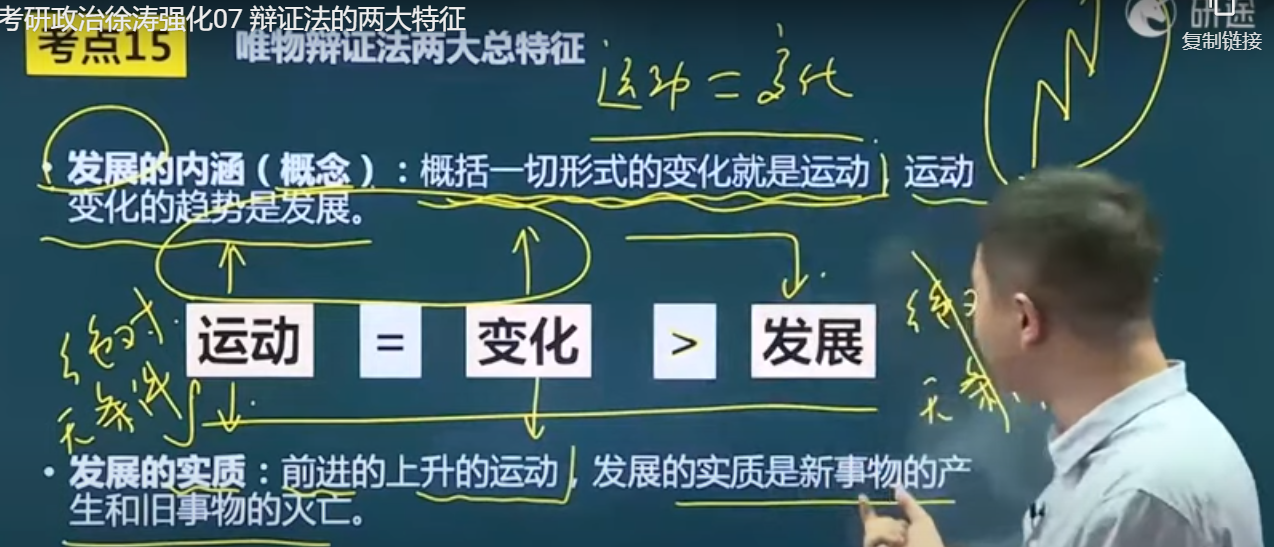 考研政治徐涛强化07 辩证法的两大特征
研途
复制链接
考点15 唯物辩证法两大总特征
运动=变化
• 发展的内涵（概念）：概括一切形式的变化就是运动，运动
变化的趋势是发展。
绝对
无条件
运动 = 变化 > 发展
• 发展的实质：前进的上升的运动，发展的实质是新事物的产
生和旧事物的灭亡。